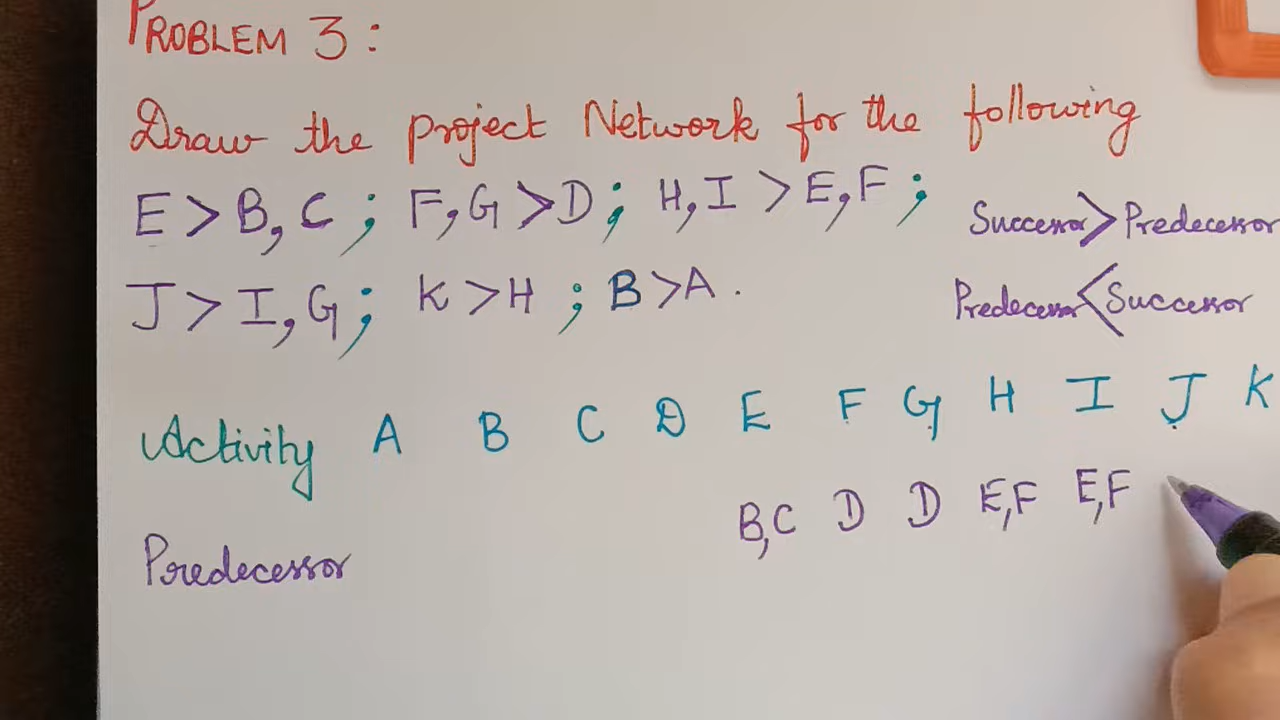 PROBLEM 3 :
Draw the project Network for the following
E > B, C ; F, G > D ; H, I > E, F ;
Successor > Predecessor
J > I, G ; K > H ; B > A .
Predecessor < Successor
Activity A B C D E F G H I J K
Predecessor B,C D D E,F E,F